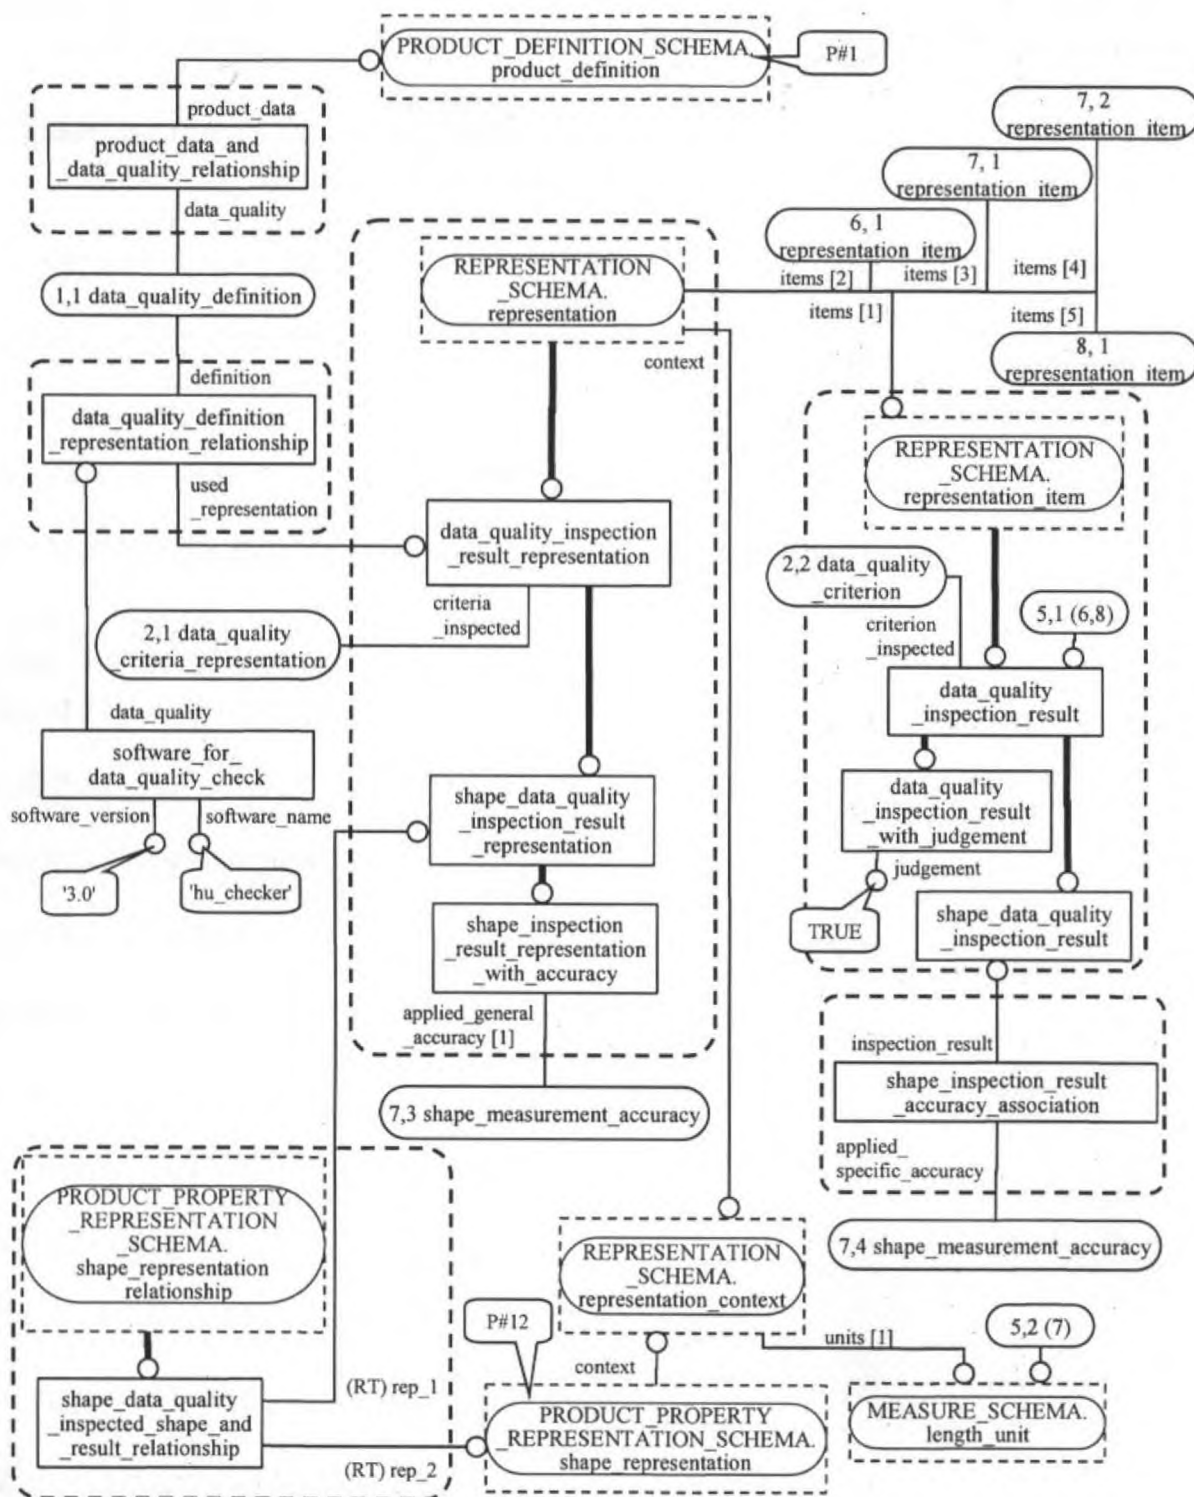 PRODUCT_DEFINITION_SCHEMA.
product_definition
P#1
product_data
product_data_and
_data_quality_relationship
data_quality
7, 2
representation_item
7, 1
representation_item
6, 1
representation_item
items [2]
items [3]
items [4]
items [1]
items [5]
8, 1
representation_item
1,1 data_quality_definition
REPRESENTATION
_SCHEMA.
representation
context
definition
data_quality_definition
_representation_relationship
used
_representation
REPRESENTATION
_SCHEMA.
representation_item
data_quality_inspection
_result_representation
criteria
_inspected
2,1 data_quality
_criteria_representation
2,2 data_quality
_criterion
criterion
_inspected
5,1 (6,8)
data_quality
_inspection_result
data_quality
software_for_
data_quality_check
software_version
software_name
'3.0'
'hu_checker'
shape_data_quality
_inspection_result
_representation
data_quality
_inspection_result
_with_judgement
judgement
TRUE
shape_data_quality
_inspection_result
shape_inspection
_result_representation
_with_accuracy
applied_general
_accuracy [1]
7,3 shape_measurement_accuracy
inspection_result
shape_inspection_result
_accuracy_association
applied_
specific_accuracy
7,4 shape_measurement_accuracy
PRODUCT_PROPERTY
_REPRESENTATION
_SCHEMA.
shape_representation
relationship
REPRESENTATION
_SCHEMA.
representation_context
P#12
context
units [1]
5,2 (7)
shape_data_quality
_inspected_shape_and
_result_relationship
(RT) rep_1
(RT) rep_2
PRODUCT_PROPERTY
_REPRESENTATION_SCHEMA.
shape_representation
MEASURE_SCHEMA.
length_unit